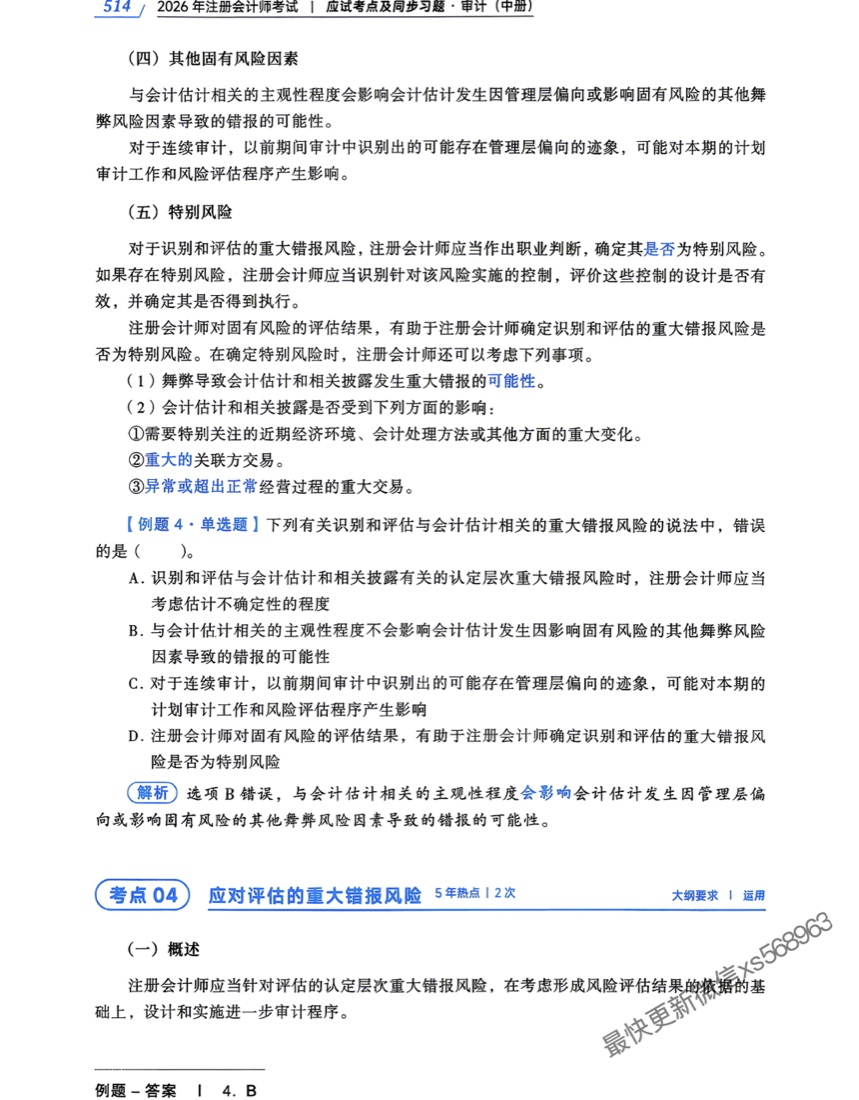 514 / 2026 年注册会计师考试 | 应试考点及同步习题·审计（中册）
（四）其他固有风险因素
与会计估计相关的主观性程度会影响会计估计发生因管理层偏向或影响固有风险的其他舞
弊风险因素导致的错报的可能性。
对于连续审计，以前期间审计中识别出的可能存在管理层偏向的迹象，可能对本期的计划
审计工作和风险评估程序产生影响。
（五）特别风险
对于识别和评估的重大错报风险，注册会计师应当作出职业判断，确定其是否为特别风险。
如果存在特别风险，注册会计师应当识别针对该风险实施的控制，评价这些控制的设计是否有
效，并确定其是否得到执行。
注册会计师对固有风险的评估结果，有助于注册会计师确定识别和评估的重大错报风险是
否为特别风险。在确定特别风险时，注册会计师还可以考虑下列事项。
（1）舞弊导致会计估计和相关披露发生重大错报的可能性。
（2）会计估计和相关披露是否受到下列方面的影响：
①需要特别关注的近期经济环境、会计处理方法或其他方面的重大变化。
②重大的关联方交易。
③异常或超出正常经营过程的重大交易。
【例题 4·单选题】下列有关识别和评估与会计估计相关的重大错报风险的说法中，错误
的是（　　）。
A. 识别和评估与会计估计和相关披露有关的认定层次重大错报风险时，注册会计师应当
考虑估计不确定性的程度
B. 与会计估计相关的主观性程度不会影响会计估计发生因影响固有风险的其他舞弊风险
因素导致的错报的可能性
C. 对于连续审计，以前期间审计中识别出的可能存在管理层偏向的迹象，可能对本期的
计划审计工作和风险评估程序产生影响
D. 注册会计师对固有风险的评估结果，有助于注册会计师确定识别和评估的重大错报风
险是否为特别风险
解析 选项 B 错误，与会计估计相关的主观性程度会影响会计估计发生因管理层偏
向或影响固有风险的其他舞弊风险因素导致的错报的可能性。
考点 04 应对评估的重大错报风险 5 年热点 | 2 次 大纲要求 | 运用
（一）概述
注册会计师应当针对评估的认定层次重大错报风险，在考虑形成风险评估结果的依据的基
础上，设计和实施进一步审计程序。
最快更新微信xs568963
例题 – 答案 | 4. B